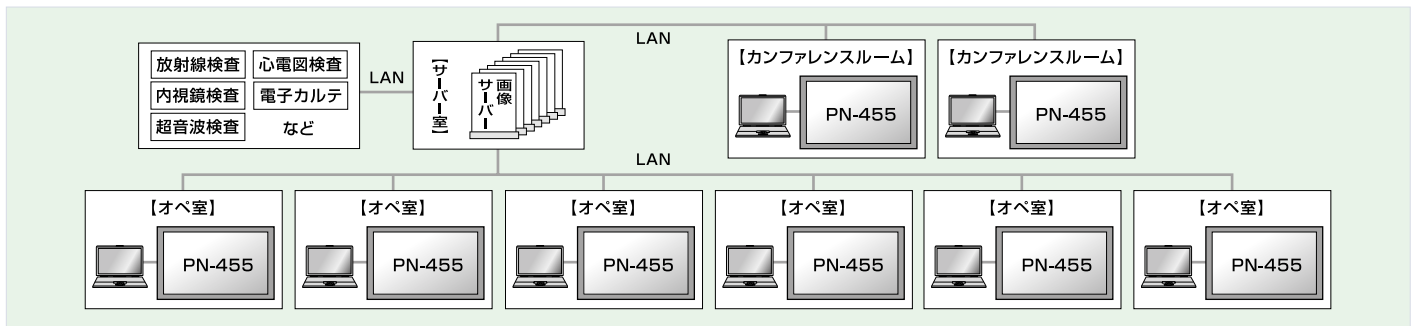 放射線検査
心電図検査
内視鏡検査
電子カルテ
超音波検査
など
LAN
【サーバー室】
画像
サーバー
LAN
【カンファレンスルーム】
PN-455
【カンファレンスルーム】
PN-455
LAN
【オペ室】
PN-455
【オペ室】
PN-455
【オペ室】
PN-455
【オペ室】
PN-455
【オペ室】
PN-455
【オペ室】
PN-455